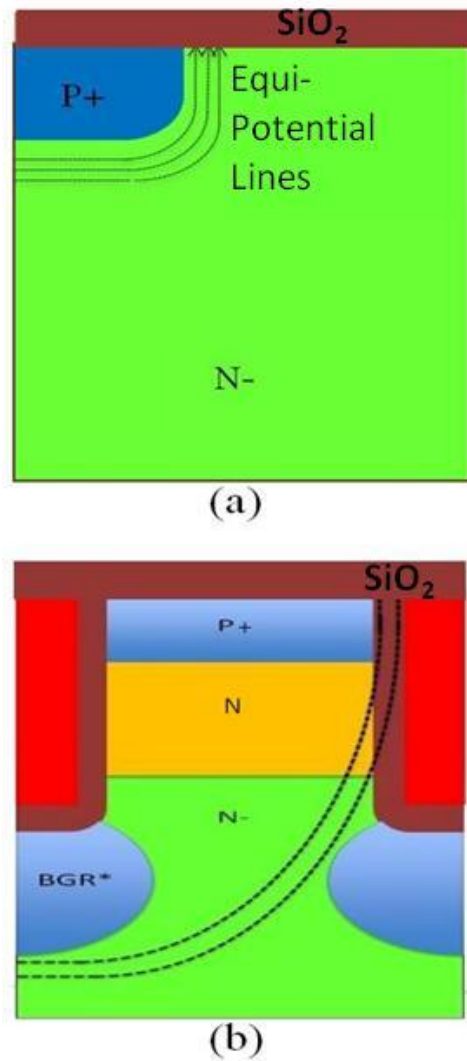 SiO₂
P+
Equi-
Potential
Lines
N-
(a)
SiO₂
P+
N
N-
BGR*
(b)